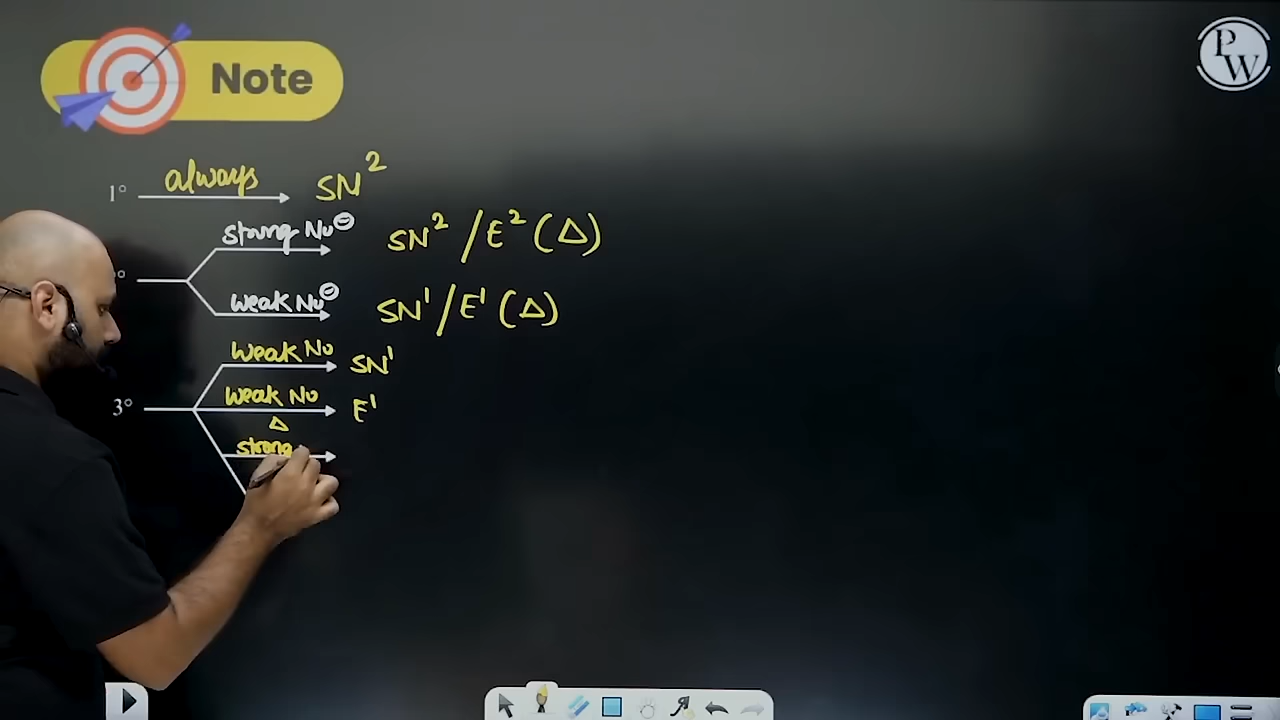 Note
PW
1° always SN²
° strong Nu⊖ SN² / E² (Δ)
weak Nu⊖ SN¹ / E¹ (Δ)
weak Nu SN¹
3° weak Nu E¹
Δ
strong